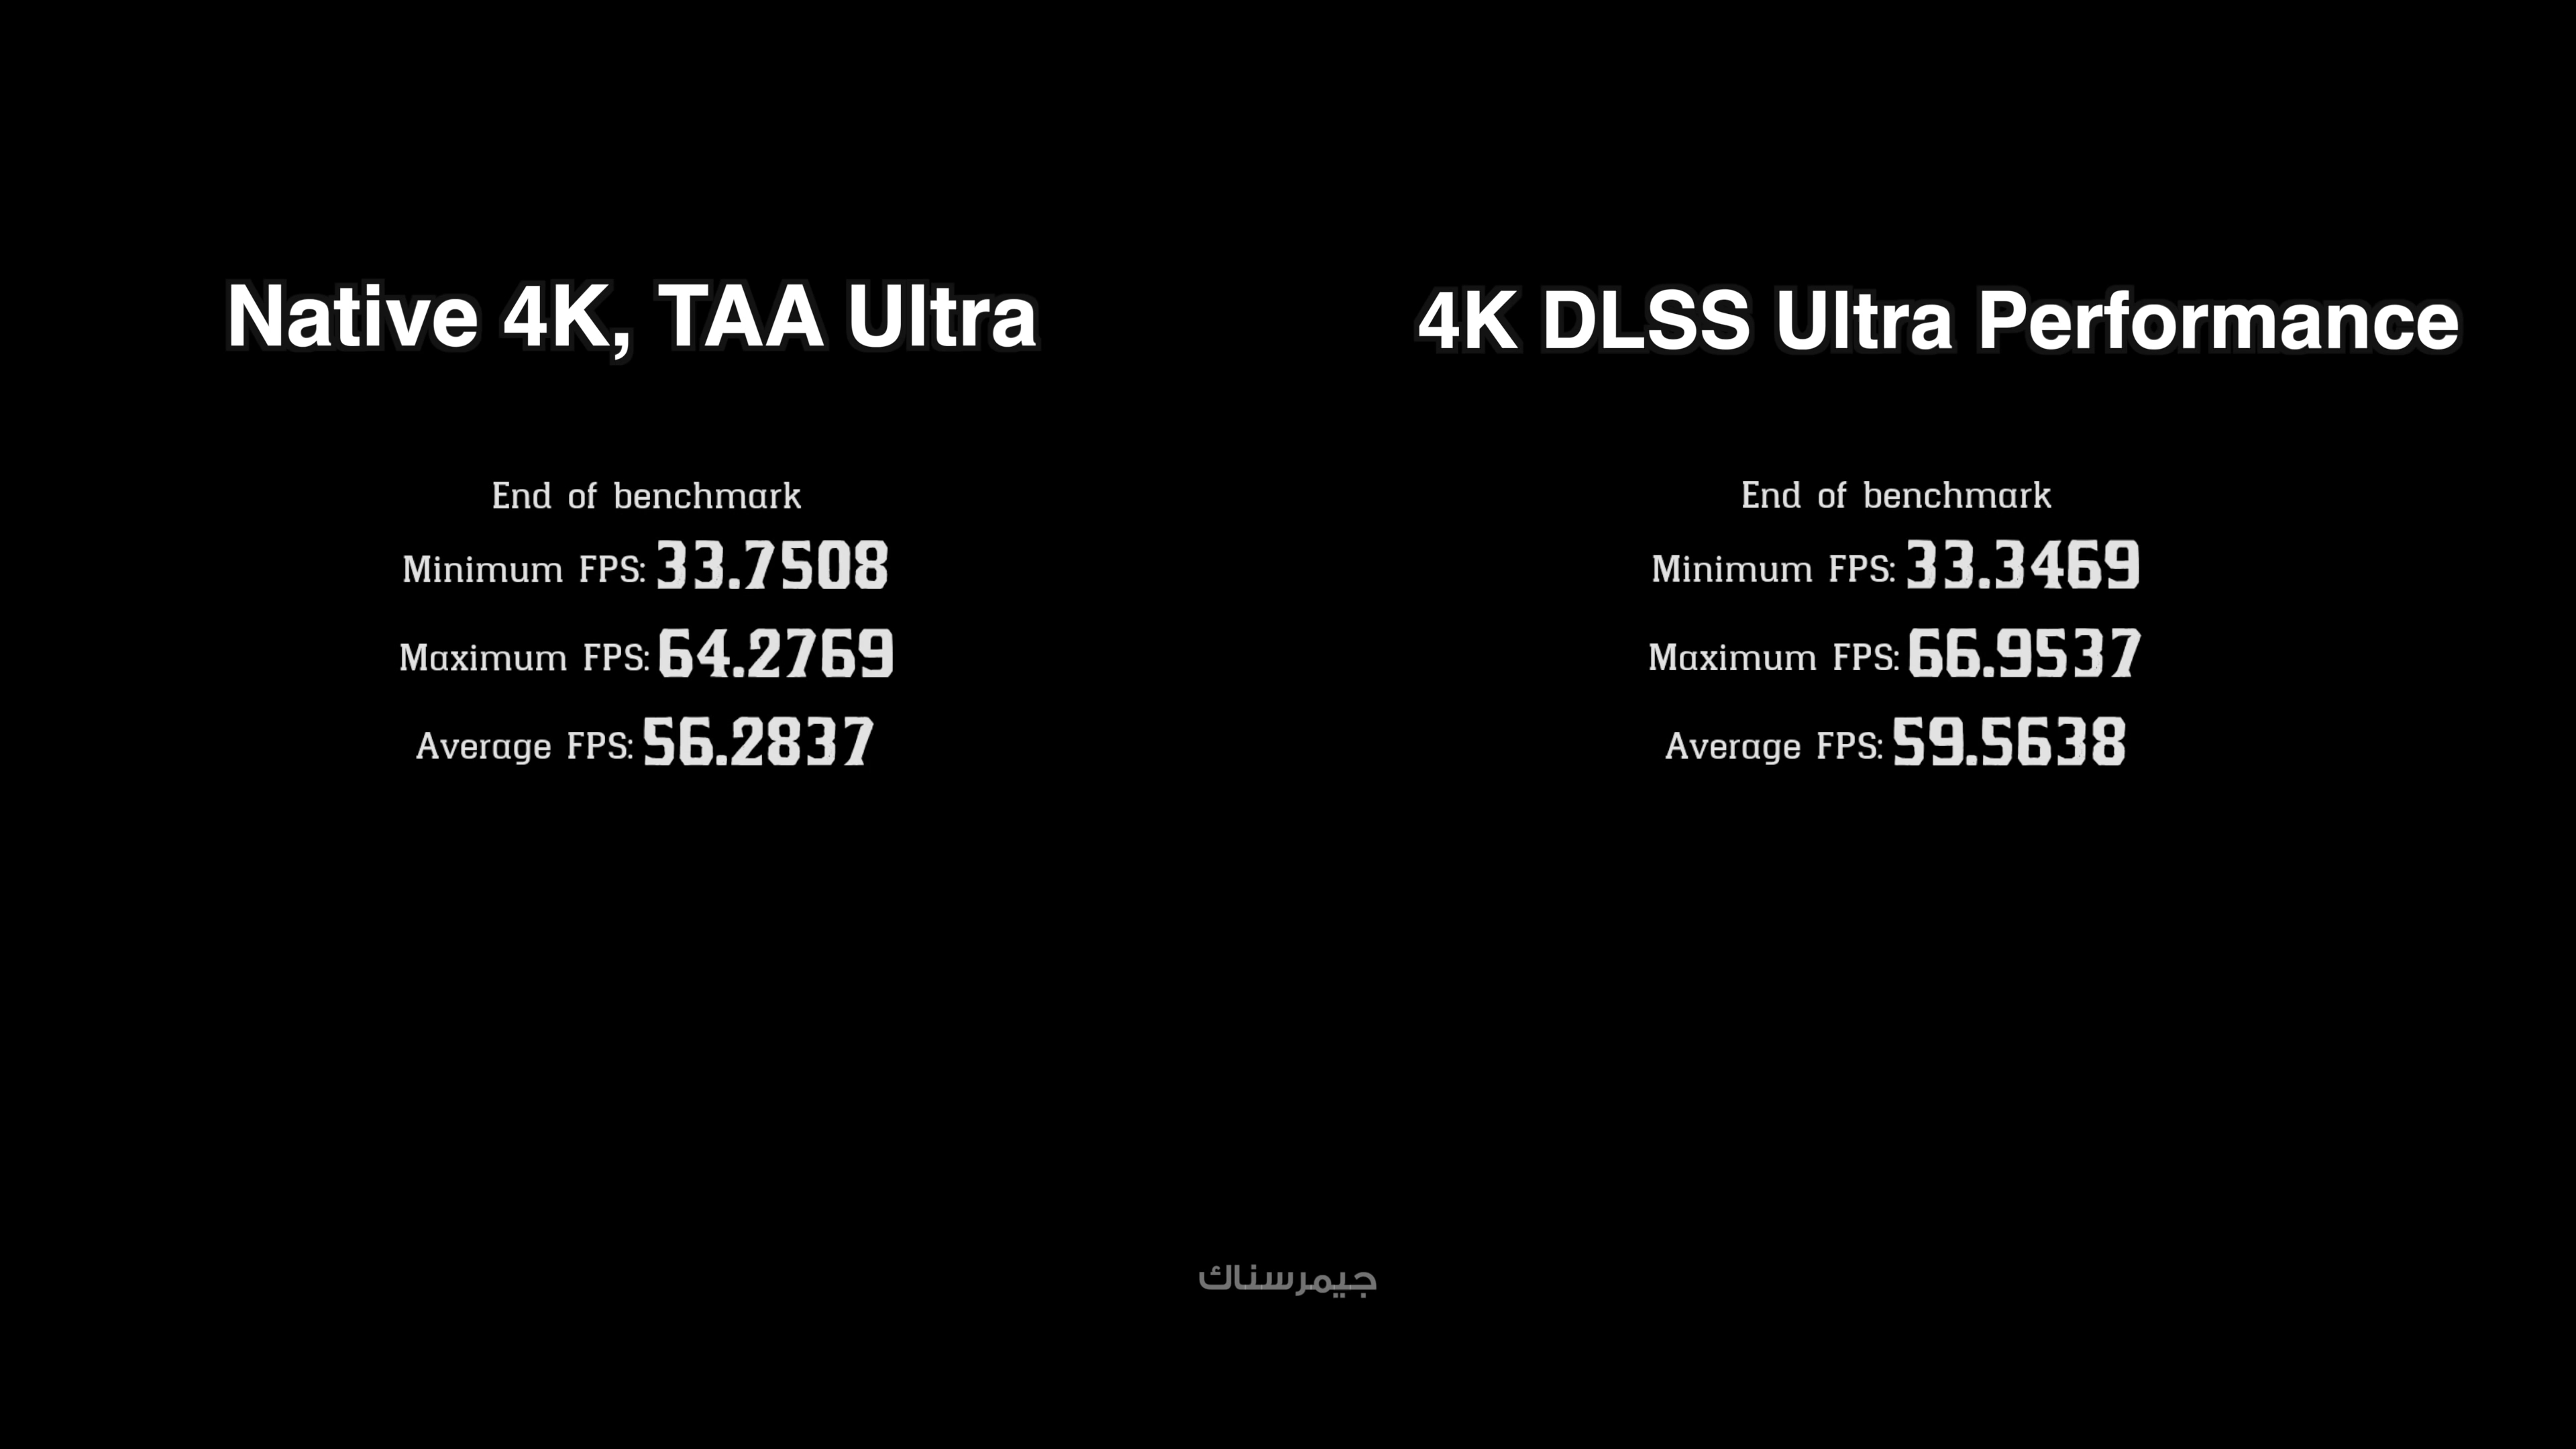 Native 4K, TAA Ultra
End of benchmark
Minimum FPS: 33.7508
Maximum FPS: 64.2769
Average FPS: 56.2837
4K DLSS Ultra Performance
End of benchmark
Minimum FPS: 33.3469
Maximum FPS: 66.9537
Average FPS: 59.5638
جيمرسناك